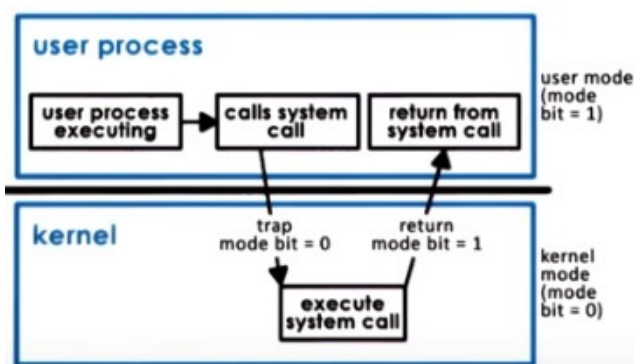 user process
user process
executing
calls system
call
return from
system call
user mode
(mode
bit = 1)
trap
mode bit = 0
return
mode bit = 1
kernel
execute
system call
kernel
mode
(mode
bit = 0)